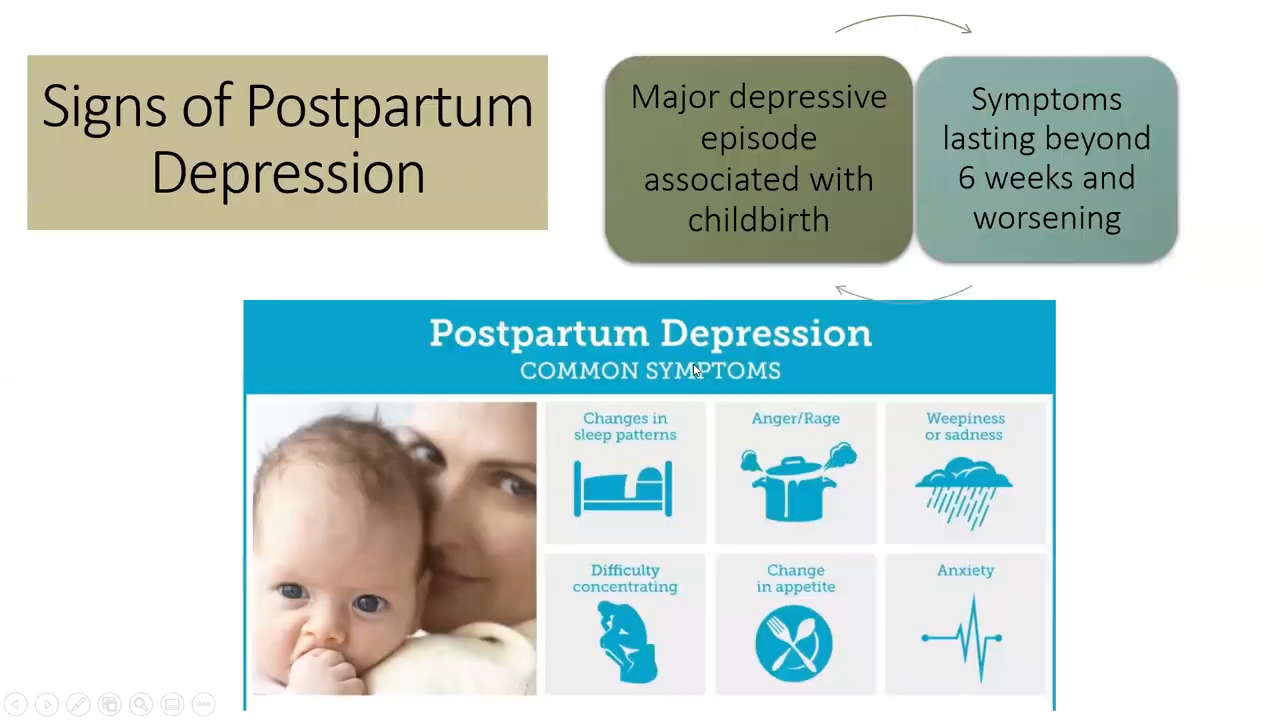 Signs of Postpartum
Depression
Major depressive
episode
associated with
childbirth
Symptoms
lasting beyond
6 weeks and
worsening
Postpartum Depression
COMMON SYMPTOMS
Changes in
sleep patterns
Anger/Rage
Weepiness
or sadness
Difficulty
concentrating
Change
in appetite
Anxiety